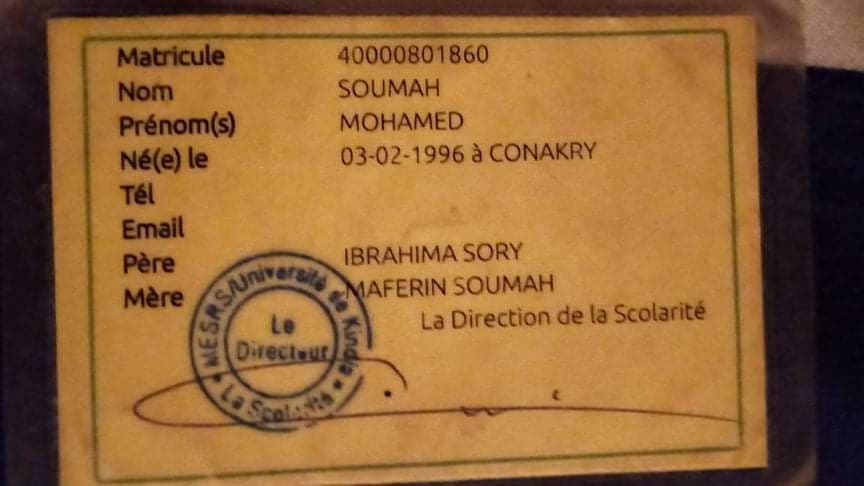 Matricule 40000801860
Nom SOUMAH
Prénom(s) MOHAMED
Né(e) le 03-02-1996 à CONAKRY
Tél
Email
Père IBRAHIMA SORY
Mère MAFERIN SOUMAH
La Direction de la Scolarité
MESRS/Université de Kindia
Le
Directeur
La Scolarité